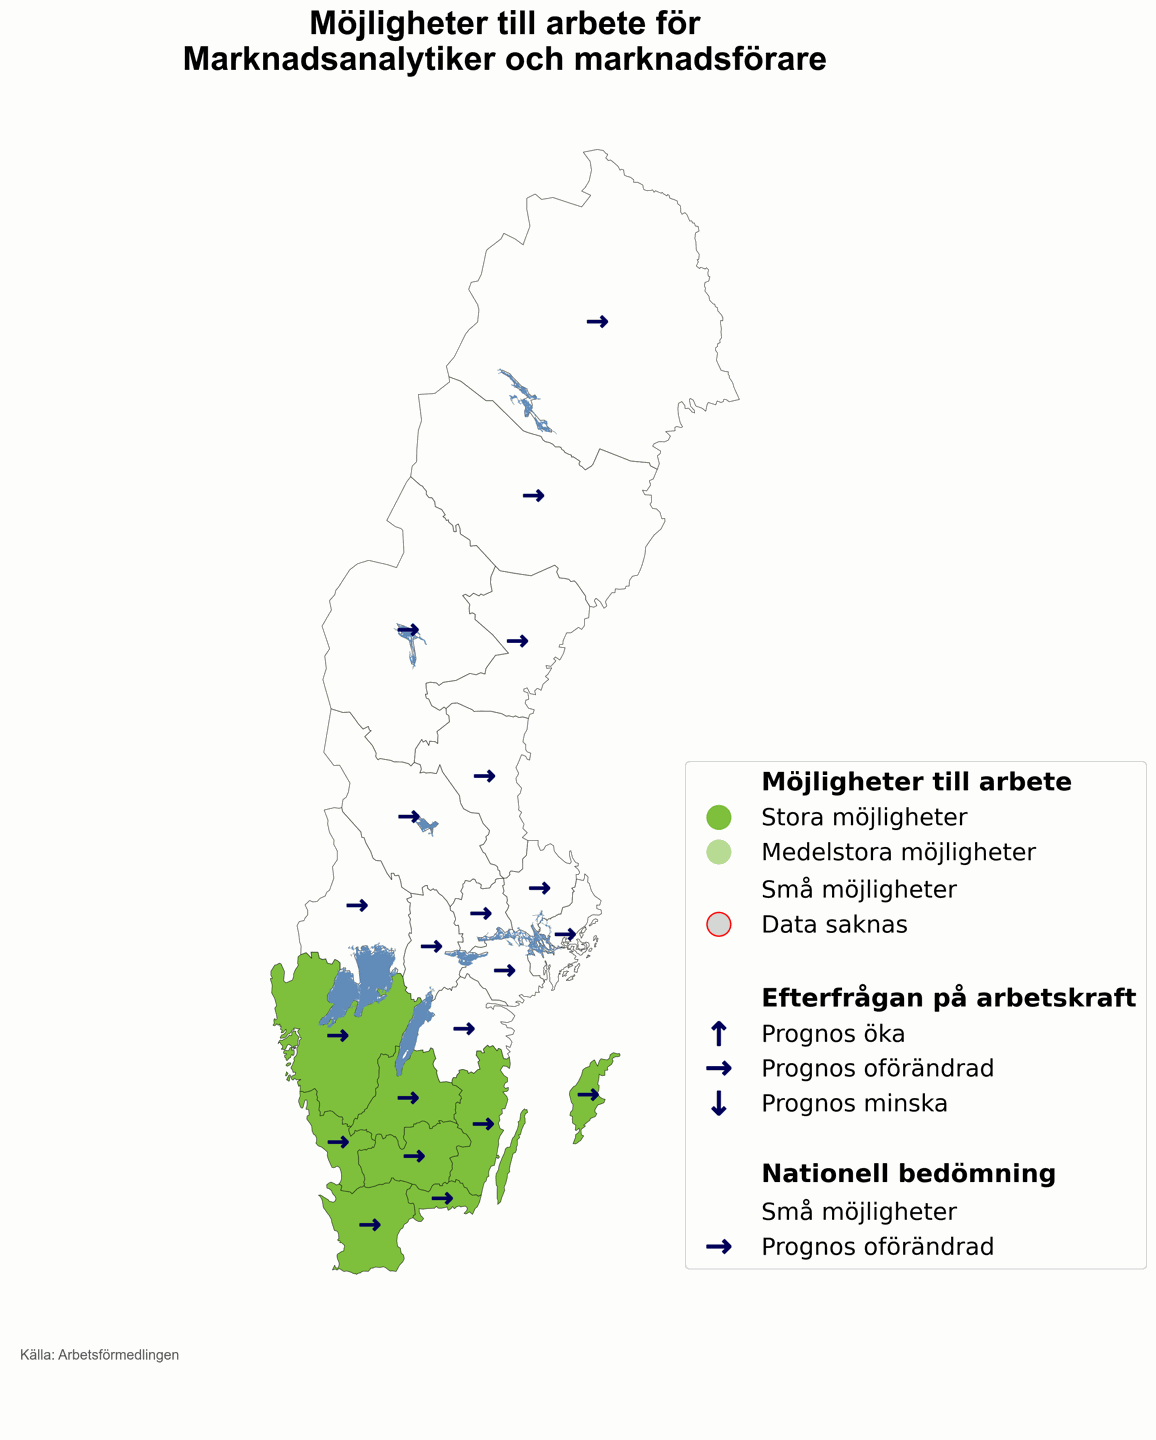 Möjligheter till arbete för
Marknadsanalytiker och marknadsförare
Möjligheter till arbete
Stora möjligheter
Medelstora möjligheter
Små möjligheter
Data saknas
Efterfrågan på arbetskraft
Prognos öka
Prognos oförändrad
Prognos minska
Nationell bedömning
Små möjligheter
Prognos oförändrad
Källa: Arbetsförmedlingen